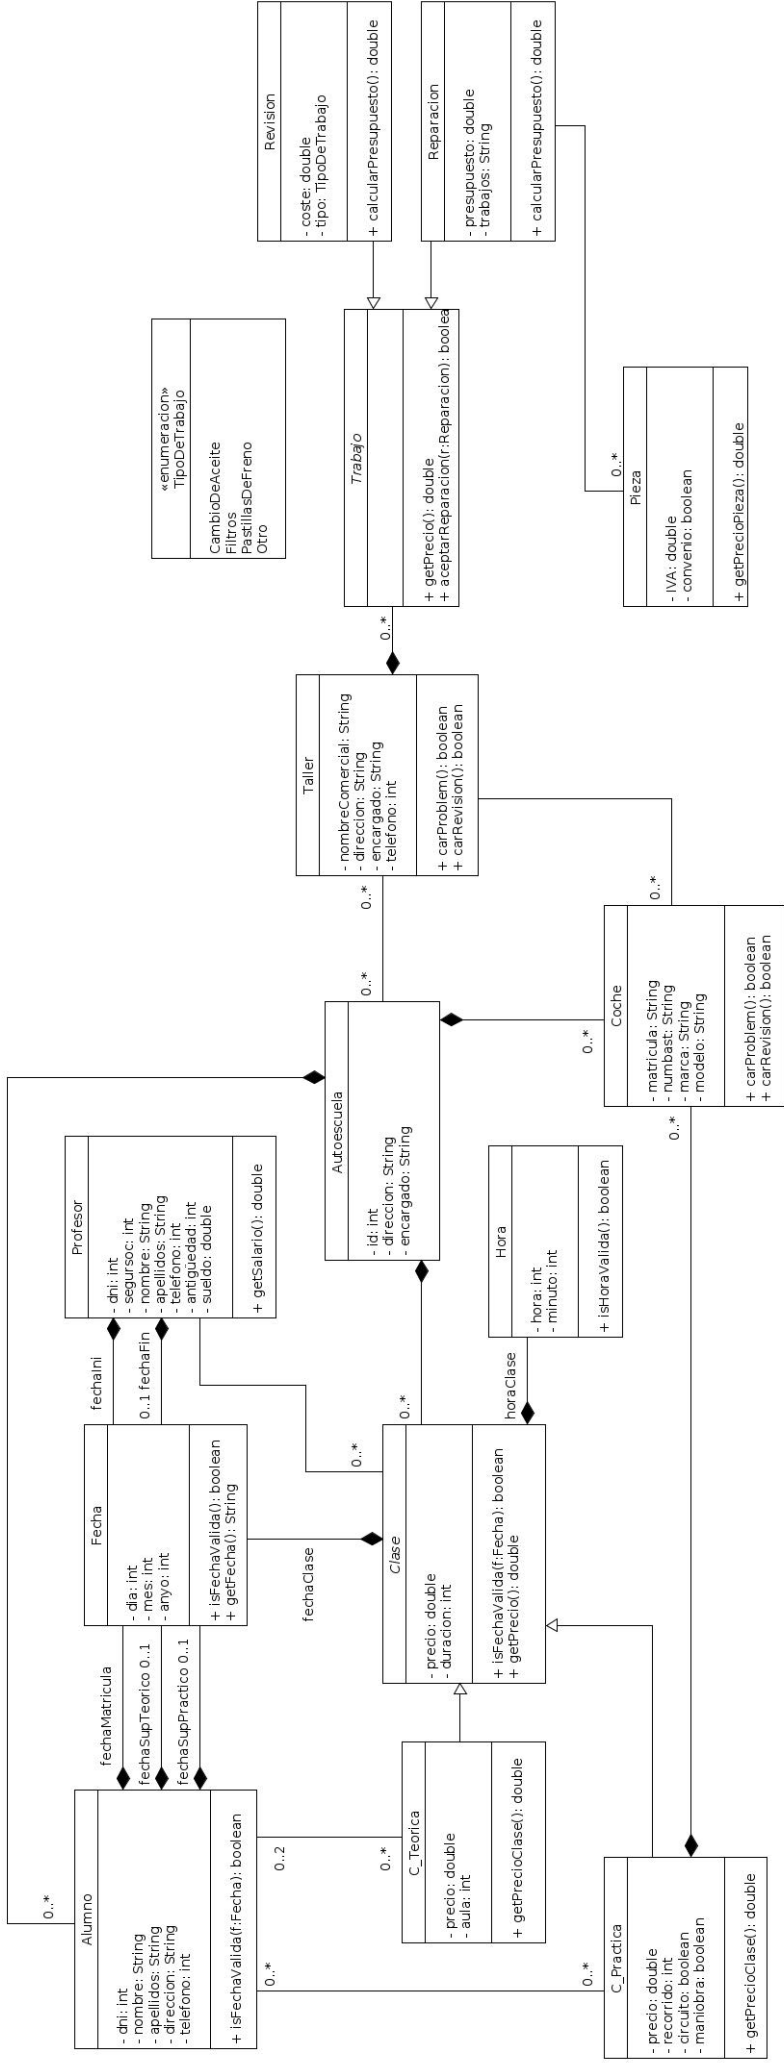 Alumno
- dni: int
- nombre: String
- apellidos: String
- direccion: String
- telefono: int
+ isFechaValida(f:Fecha): boolean
0..*
fechaMatricula
fechaSupTeorico 0..1
fechaSupPractico 0..1
Fecha
- dia: int
- mes: int
- anyo: int
+ isFechaValida(): boolean
+ getFecha(): String
fechaIni
0..1 fechaFin
Profesor
- dni: int
- segursoc: int
- nombre: String
- apellidos: String
- telefono: int
- antigüedad: int
- sueldo: double
+ getSalario(): double
«enumeracion»
TipoDeTrabajo
CambioDeAceite
Filtros
PastillasDeFreno
Otro
Revision
- coste: double
- tipo: TipoDeTrabajo
+ calcularPresupuesto(): double
0..2
0..*
0..*
fechaClase
0..*
C_Teorica
- precio: double
- aula: int
+ getPrecioClase(): double
Clase
- precio: double
- duracion: int
+ isFechaValida(f:Fecha): boolean
+ getPrecio(): double
0..*
horaClase
Autoescuela
- id: int
- direccion: String
- encargado: String
0..*
0..*
Taller
- nombreComercial: String
- direccion: String
- encargado: String
- telefono: int
+ carProblem(): boolean
+ carRevision(): boolean
0..*
Trabajo
+ getPrecio(): double
+ aceptarReparacion(r:Reparacion): boolea
Reparacion
- presupuesto: double
- trabajos: String
+ calcularPresupuesto(): double
Hora
- hora: int
- minuto: int
+ isHoraValida(): boolean
0..*
C_Practica
- precio: double
- recorrido: int
- circuito: boolean
- maniobra: boolean
+ getPrecioClase(): double
0..*
0..*
Coche
- matricula: String
- numbast: String
- marca: String
- modelo: String
+ carProblem(): boolean
+ carRevision(): boolean
0..*
0..*
Pieza
- IVA: double
- convenio: boolean
+ getPrecioPieza(): double